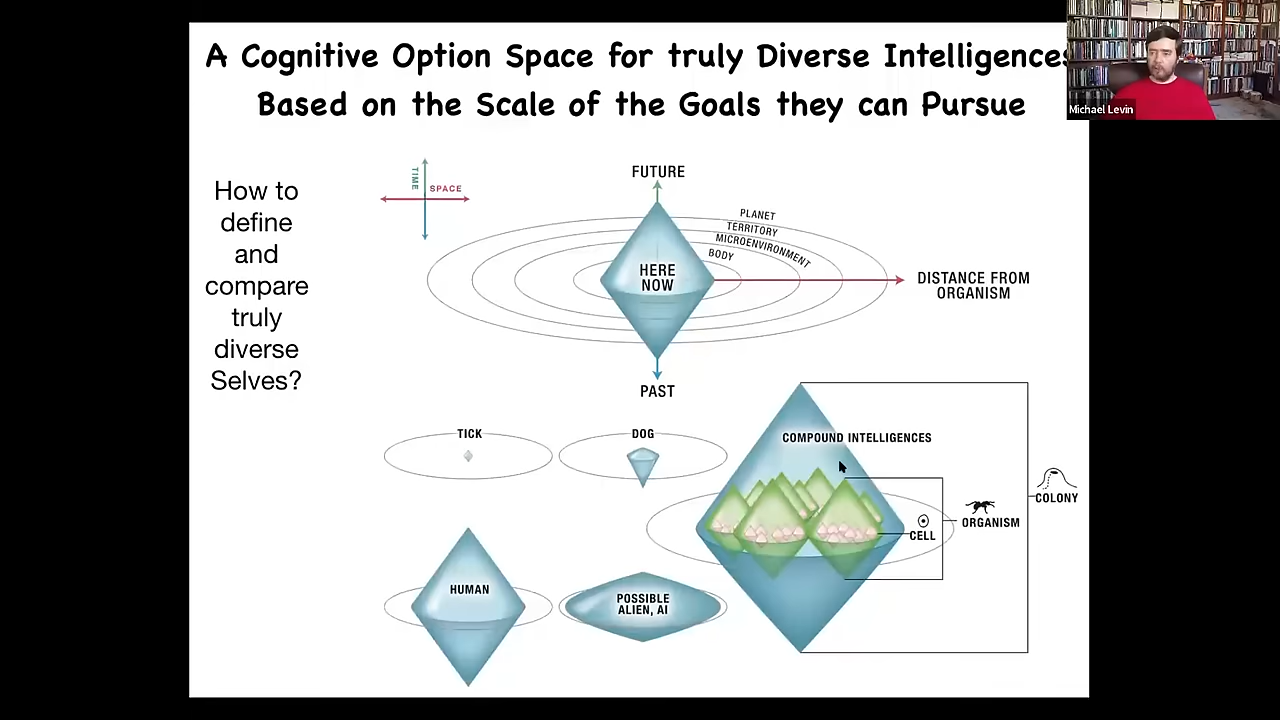 A Cognitive Option Space for truly Diverse Intelligences
Based on the Scale of the Goals they can Pursue
Michael Levin
How to
define
and
compare
truly
diverse
Selves?
TIME
SPACE
FUTURE
PLANET
TERRITORY
MICROENVIRONMENT
BODY
HERE
NOW
DISTANCE FROM
ORGANISM
PAST
TICK
DOG
COMPOUND INTELLIGENCES
COLONY
ORGANISM
CELL
HUMAN
POSSIBLE
ALIEN, AI